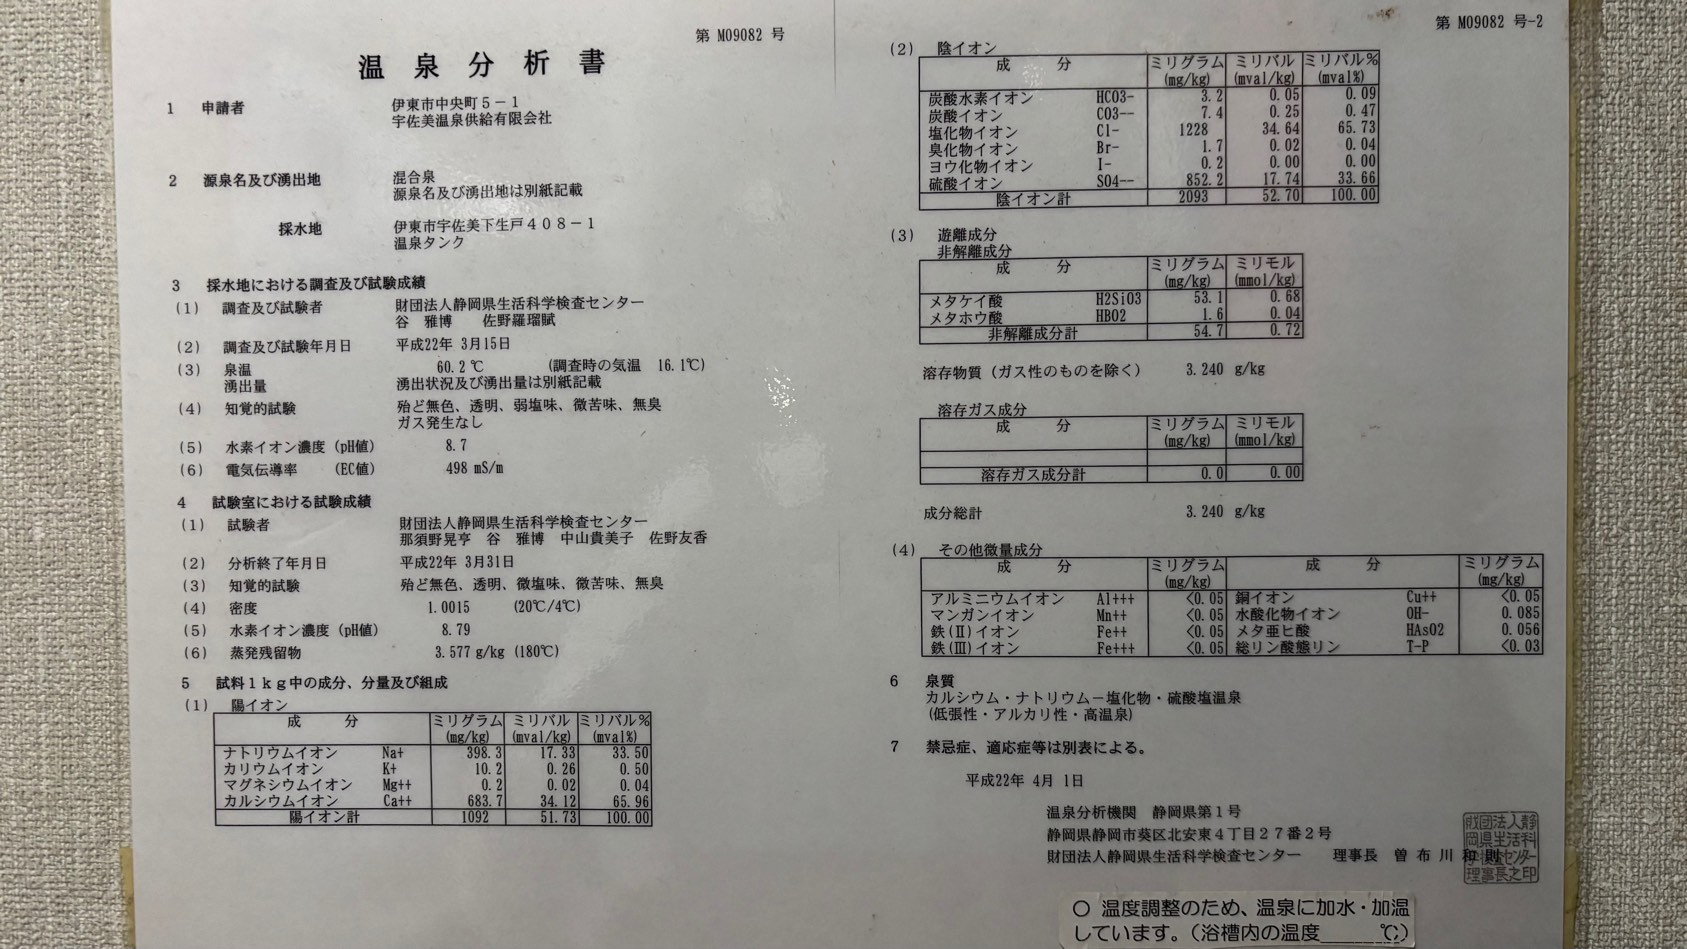 第 M09082 号
温泉分析書
1 申請者 伊東市中央町５－１
宇佐美温泉供給有限会社
2 源泉名及び湧出地 混合泉
源泉名及び湧出地は別紙記載
採水地 伊東市宇佐美下生戸４０８－１
温泉タンク
3 採水地における調査及び試験成績
(1) 調査及び試験者 財団法人静岡県生活科学検査センター
谷 雅博 佐野羅瑠賦
(2) 調査及び試験年月日 平成22年 3月15日
(3) 泉温 60.2 ℃ (調査時の気温 16.1℃)
湧出量 湧出状況及び湧出量は別紙記載
(4) 知覚的試験 殆ど無色、透明、弱塩味、微苦味、無臭
ガス発生なし
(5) 水素イオン濃度 (pH値) 8.7
(6) 電気伝導率 (EC値) 498 mS/m
4 試験室における試験成績
(1) 試験者 財団法人静岡県生活科学検査センター
那須野晃亨 谷 雅博 中山貴美子 佐野友香
(2) 分析終了年月日 平成22年 3月31日
(3) 知覚的試験 殆ど無色、透明、微塩味、微苦味、無臭
(4) 密度 1.0015 (20℃/4℃)
(5) 水素イオン濃度 (pH値) 8.79
(6) 蒸発残留物 3.577 g/kg (180℃)
5 試料１ｋｇ中の成分、分量及び組成
(1) 陽イオン
成 分 ミリグラム ミリバル ミリバル%
(mg/kg) (mval/kg) (mval%)
ナトリウムイオン Na+ 398.3 17.33 33.50
カリウムイオン K+ 10.2 0.26 0.50
マグネシウムイオン Mg++ 0.2 0.02 0.04
カルシウムイオン Ca++ 683.7 34.12 65.96
陽イオン計 1092 51.73 100.00
第 M09082 号-2
(2) 陰イオン
成 分 ミリグラム ミリバル ミリバル%
(mg/kg) (mval/kg) (mval%)
炭酸水素イオン HCO3- 3.2 0.05 0.09
炭酸イオン CO3-- 7.4 0.25 0.47
塩化物イオン Cl- 1228 34.64 65.73
臭化物イオン Br- 1.7 0.02 0.04
ヨウ化物イオン I- 0.2 0.00 0.00
硫酸イオン SO4-- 852.2 17.74 33.66
陰イオン計 2093 52.70 100.00
(3) 遊離成分
非解離成分
成 分 ミリグラム ミリモル
(mg/kg) (mmol/kg)
メタケイ酸 H2SiO3 53.1 0.68
メタホウ酸 HBO2 1.6 0.04
非解離成分計 54.7 0.72
溶存物質 (ガス性のものを除く) 3.240 g/kg
溶存ガス成分
成 分 ミリグラム ミリモル
(mg/kg) (mmol/kg)
溶存ガス成分計 0.0 0.00
成分総計 3.240 g/kg
(4) その他微量成分
成 分 ミリグラム 成 分 ミリグラム
(mg/kg) (mg/kg)
アルミニウムイオン Al+++ <0.05 銅イオン Cu++ <0.05
マンガンイオン Mn++ <0.05 水酸化物イオン OH- 0.085
鉄(Ⅱ)イオン Fe++ <0.05 メタ亜ヒ酸 HAsO2 0.056
鉄(Ⅲ)イオン Fe+++ <0.05 総リン酸態リン T-P <0.03
6 泉質
カルシウム・ナトリウム－塩化物・硫酸塩温泉
(低張性・アルカリ性・高温泉)
7 禁忌症、適応症等は別表による。
平成22年 4月 1日
温泉分析機関 静岡県第１号
静岡県静岡市葵区北安東４丁目２７番２号
財団法人静岡県生活科学検査センター 理事長 曽布川和則
財団法人静
岡県生活科
学検査センター
理事長之印
○ 温度調整のため、温泉に加水・加温
しています。(浴槽内の温度____℃)